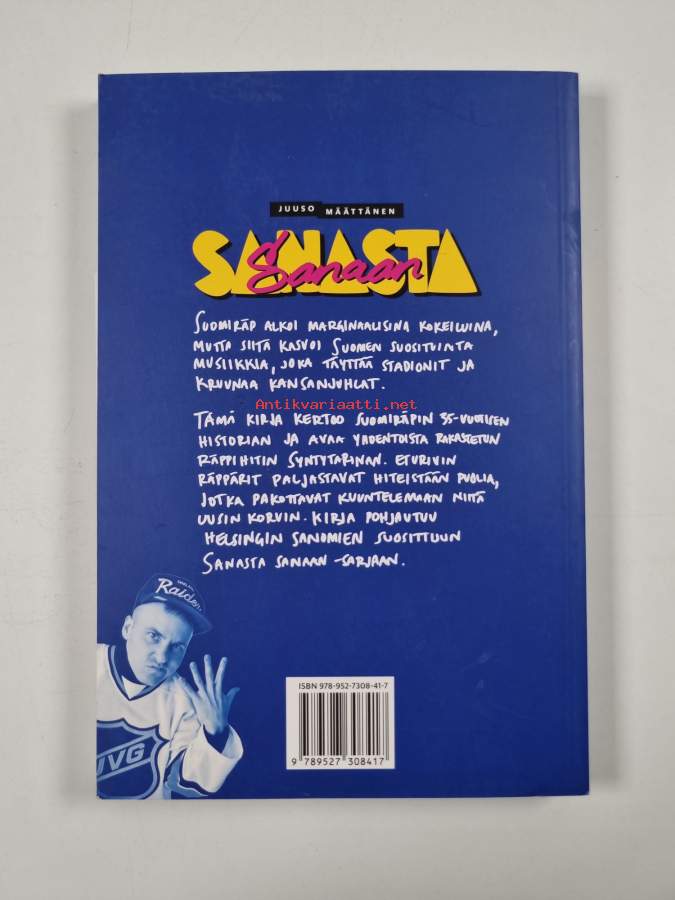 JUUSO MÄÄTTÄNEN
SANASTA
Sanaan
SUOMIRÄP ALKOI MARGINAALISINA KOKEILUINA,
MUTTA SIITÄ KASVOI SUOMEN SUOSITUINTA
MUSIIKKIA, JOKA TÄYTTÄÄ STADIONIT JA
KRUUNAA KANSANJUHLAT.
Antikvariaatti.net
TÄMÄ KIRJA KERTOO SUOMIRÄPIN 35-VUOTISEN
HISTORIAN JA AVAA YHDENTOISTA RAKASTETUN
RÄPPIHITIN SYNTYTARINAN. ETURIVIN
RÄPPÄRIT PALJASTAVAT HITEISTÄÄN PUOLIA,
JOTKA PAKOTTAVAT KUUNTELEMAAN NIITÄ
UUSIN KORVIN. KIRJA POHJAUTUU
HELSINGIN SANOMIEN SUOSITTUUN
SANASTA SANAAN -SARJAAN.
Raiders
JVG
ISBN 978-952-7308-41-7
9 789527 308417